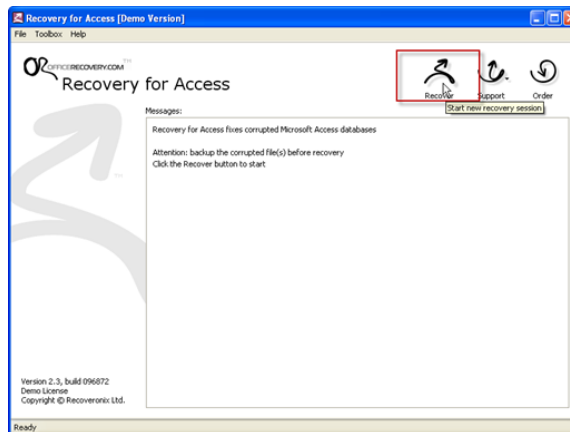 Recovery for Access [Demo Version]
File Toolbox Help
OR OFFICERECOVERY.COM™
Recovery for Access
Recover Support Order
Start new recovery session
Messages:
Recovery for Access fixes corrupted Microsoft Access databases
Attention: backup the corrupted file(s) before recovery
Click the Recover button to start
Version 2.3, build 096872
Demo License
Copyright © Recoveronix Ltd.
Ready